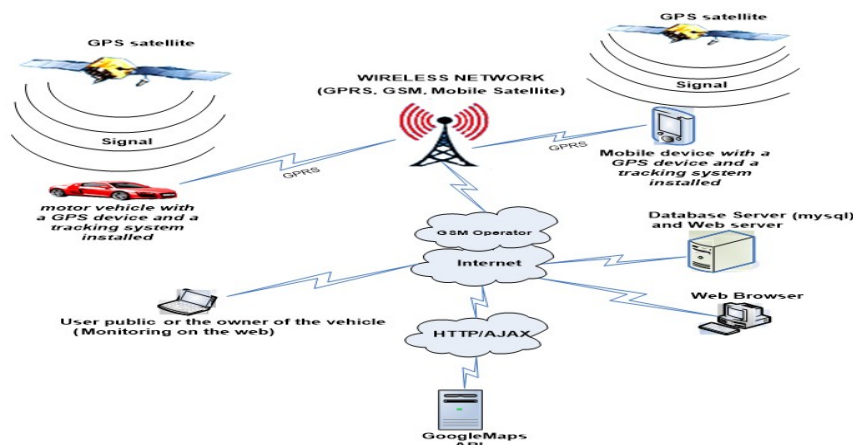 GPS satellite
GPS satellite
WIRELESS NETWORK
(GPRS, GSM, Mobile Satellite)
Signal
Signal
GPRS
GPRS
Mobile device with a
GPS device and a
tracking system
installed
motor vehicle with
a GPS device and a
tracking system
installed
GSM Operator
Internet
Database Server (mysql)
and Web server
Web Browser
User public or the owner of the vehicle
(Monitoring on the web)
HTTP/AJAX
GoogleMaps
API